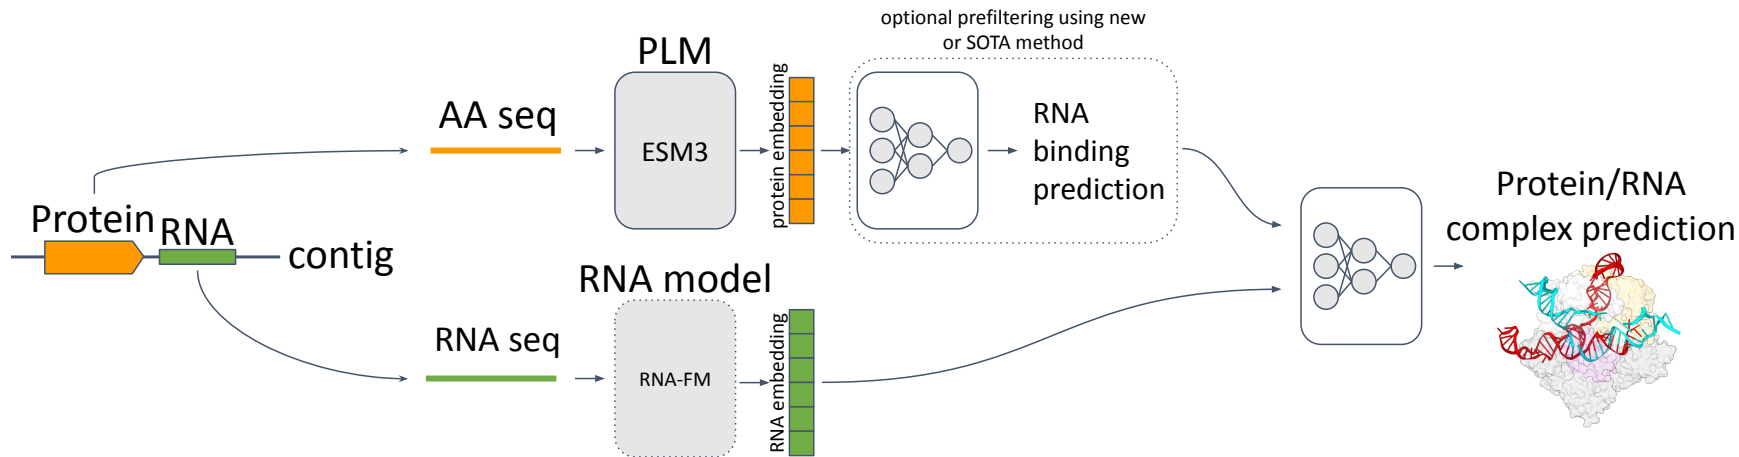 optional prefiltering using new
or SOTA method
PLM
AA seq
ESM3
protein embedding
RNA
binding
prediction
Protein
RNA
contig
Protein/RNA
complex prediction
RNA model
RNA seq
RNA-FM
RNA embedding